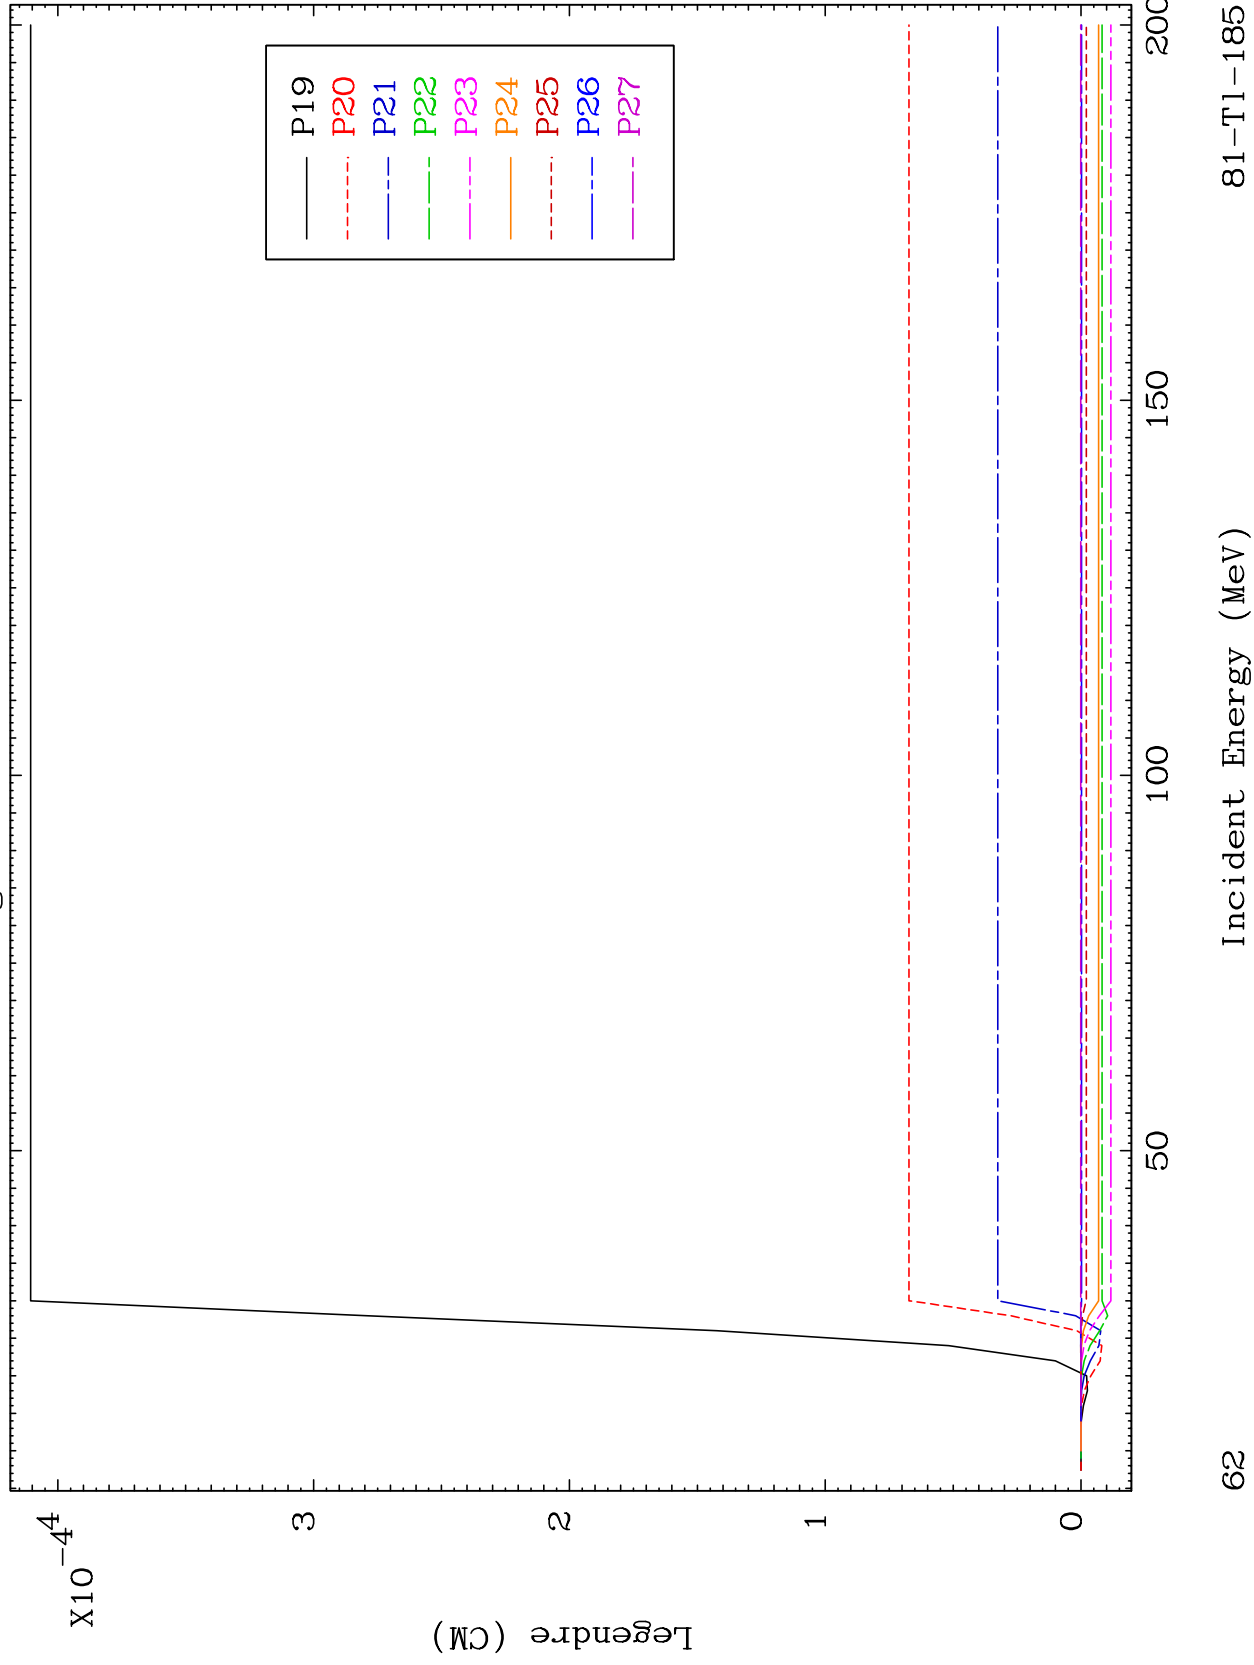 X10
-4
4
3
2
1
0
Legendre (CM)
P19
P20
P21
P22
P23
P24
P25
P26
P27
50
100
150
200
Incident Energy (MeV)
62
81-Tl-185